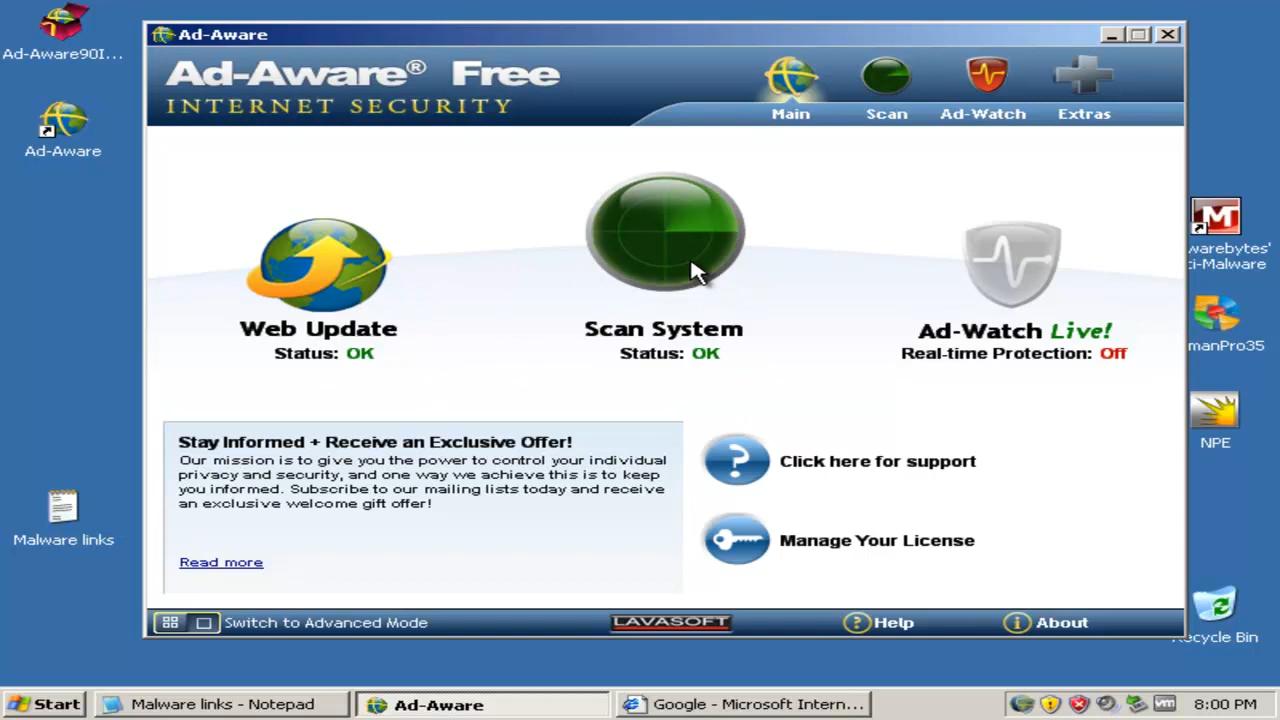 Ad-Aware90I...
Ad-Aware
Malware links
Ad-Aware
Ad-Aware® Free
INTERNET SECURITY
Main
Scan
Ad-Watch
Extras
Web Update
Status: OK
Scan System
Status: OK
Ad-Watch Live!
Real-time Protection: Off
Stay Informed + Receive an Exclusive Offer!
Our mission is to give you the power to control your individual
privacy and security, and one way we achieve this is to keep
you informed. Subscribe to our mailing lists today and receive
an exclusive welcome gift offer!
Read more
Click here for support
Manage Your License
Switch to Advanced Mode
LAVASOFT
Help
About
warebytes'
ti-Malware
manPro35
NPE
Recycle Bin
Start
Malware links - Notepad
Ad-Aware
Google - Microsoft Intern...
8:00 PM